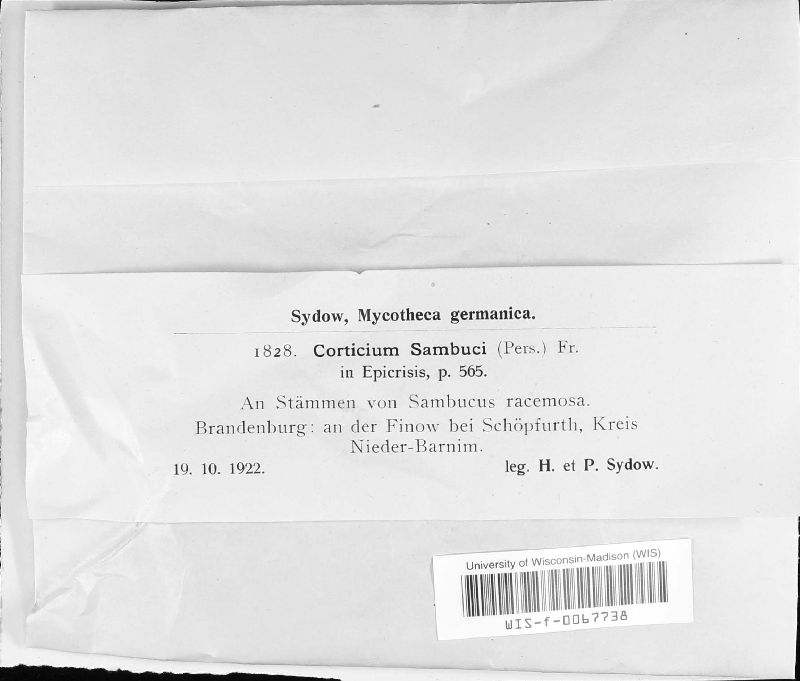 Sydow, Mycotheca germanica.
1828. Corticium Sambuci (Pers.) Fr.
in Epicrisis, p. 565.
An Stämmen von Sambucus racemosa.
Brandenburg: an der Finow bei Schöpfurth, Kreis
Nieder-Barnim.
19. 10. 1922. leg. H. et P. Sydow.
University of Wisconsin-Madison (WIS)
WIS-f-0067738